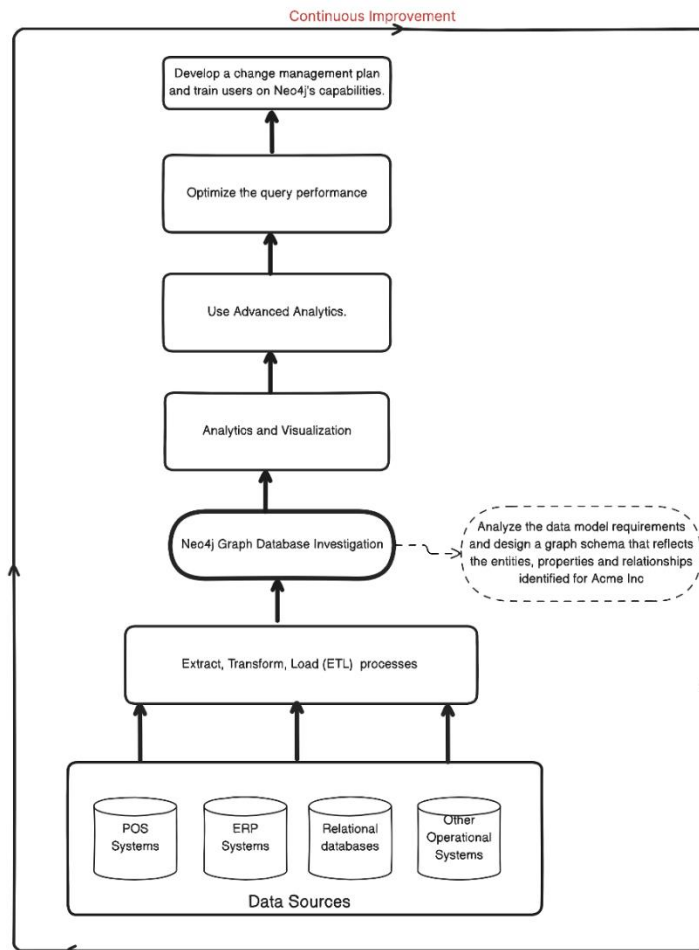 Continuous Improvement
Develop a change management plan
and train users on Neo4j's capabilities.
Optimize the query performance
Use Advanced Analytics.
Analytics and Visualization
Neo4j Graph Database Investigation
Analyze the data model requirements
and design a graph schema that reflects
the entities, properties and relationships
identified for Acme Inc
Extract, Transform, Load (ETL) processes
POS
Systems
ERP
Systems
Relational
databases
Other
Operational
Systems
Data Sources